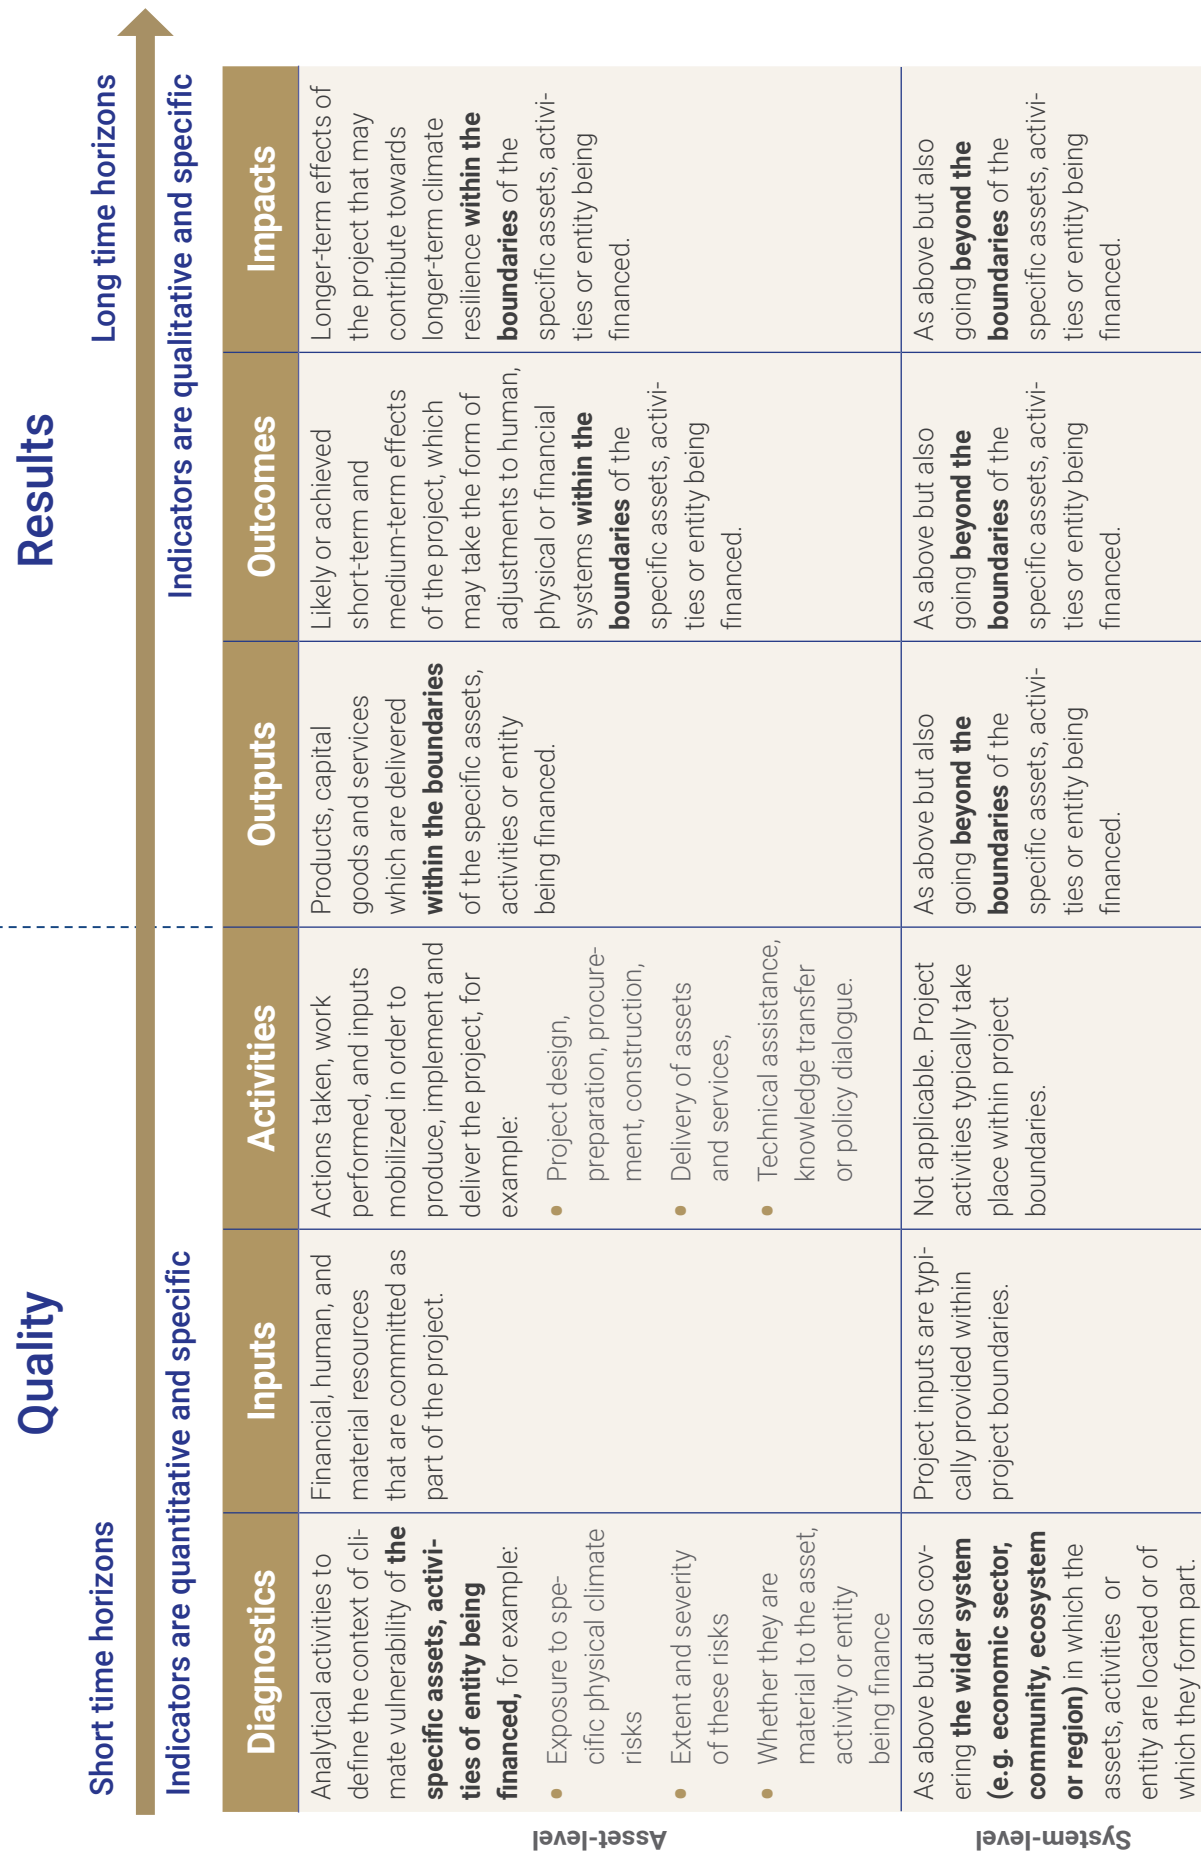 Quality
Results
Short time horizons
Long time horizons
Indicators are quantitative and specific
Indicators are qualitative and specific
Diagnostics
Inputs
Activities
Outputs
Outcomes
Impacts
Asset-level
Analytical activities to
define the context of cli-
mate vulnerability of the
specific assets, activi-
ties of entity being
financed, for example:
• Exposure to spe-
cific physical climate
risks
• Extent and severity
of these risks
• Whether they are
material to the asset,
activity or entity
being finance
Financial, human, and
material resources
that are committed as
part of the project.
Actions taken, work
performed, and inputs
mobilized in order to
produce, implement and
deliver the project, for
example:
• Project design,
preparation, procure-
ment, construction,
• Delivery of assets
and services,
• Technical assistance,
knowledge transfer
or policy dialogue.
Products, capital
goods and services
which are delivered
within the boundaries
of the specific assets,
activities or entity
being financed.
Likely or achieved
short-term and
medium-term effects
of the project, which
may take the form of
adjustments to human,
physical or financial
systems within the
boundaries of the
specific assets, activi-
ties or entity being
financed.
Longer-term effects of
the project that may
contribute towards
longer-term climate
resilience within the
boundaries of the
specific assets, activi-
ties or entity being
financed.
System-level
As above but also cov-
ering the wider system
(e.g. economic sector,
community, ecosystem
or region) in which the
assets, activities or
entity are located or of
which they form part.
Project inputs are typi-
cally provided within
project boundaries.
Not applicable. Project
activities typically take
place within project
boundaries.
As above but also
going beyond the
boundaries of the
specific assets, activi-
ties or entity being
financed.
As above but also
going beyond the
boundaries of the
specific assets, activi-
ties or entity being
financed.
As above but also
going beyond the
boundaries of the
specific assets, activi-
ties or entity being
financed.